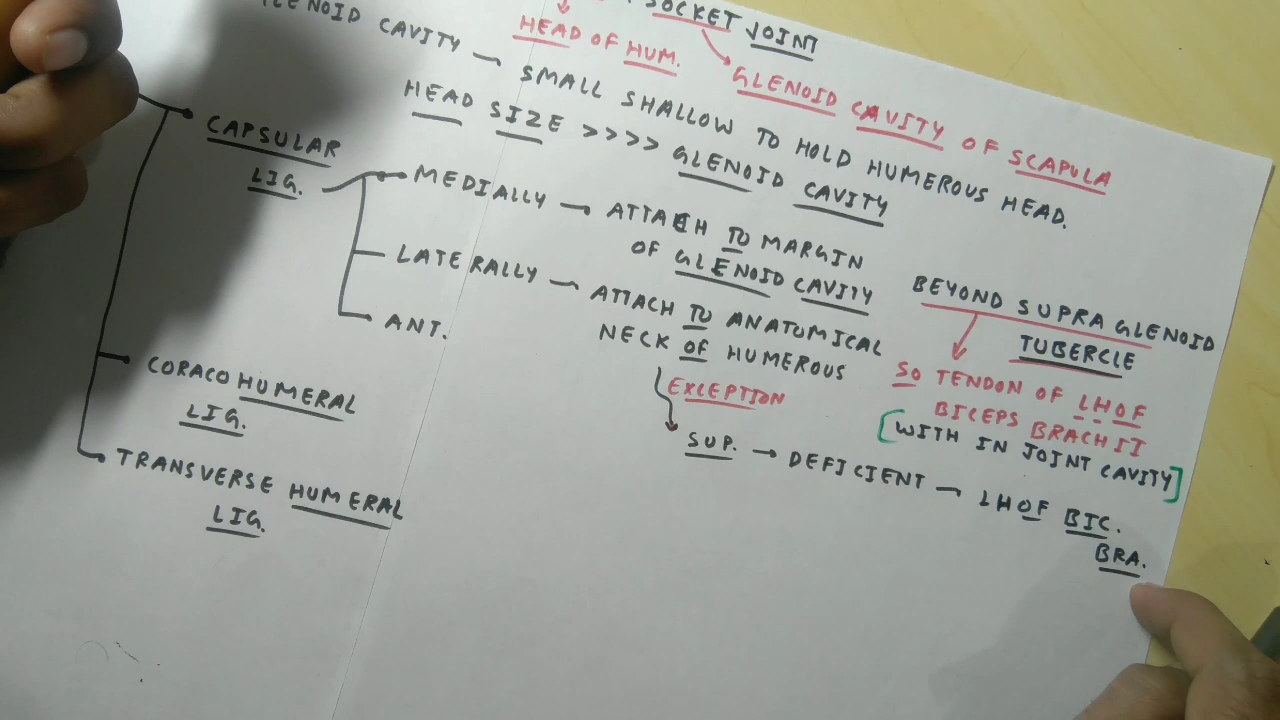 SOCKET JOINT
HEAD OF HUM.
GLENOID CAVITY OF SCAPULA
CAVITY SMALL SHALLOW TO HOLD HUMEROUS HEAD.
HEAD SIZE >>>> GLENOID CAVITY
CAPSULAR
LIG.
MEDIALLY → ATTACH TO MARGIN
OF GLENOID CAVITY
BEYOND SUPRA GLENOID
TUBERCLE
SO TENDON OF LHOF
BICEPS BRACHII
[WITH IN JOINT CAVITY]
LATERALLY — ATTACH TO ANATOMICAL
NECK OF HUMEROUS
EXCEPTION
SUP. → DEFICIENT — LHOF BIC.
BRA.
ANT.
CORACO HUMERAL
LIG.
TRANSVERSE HUMERAL
LIG.